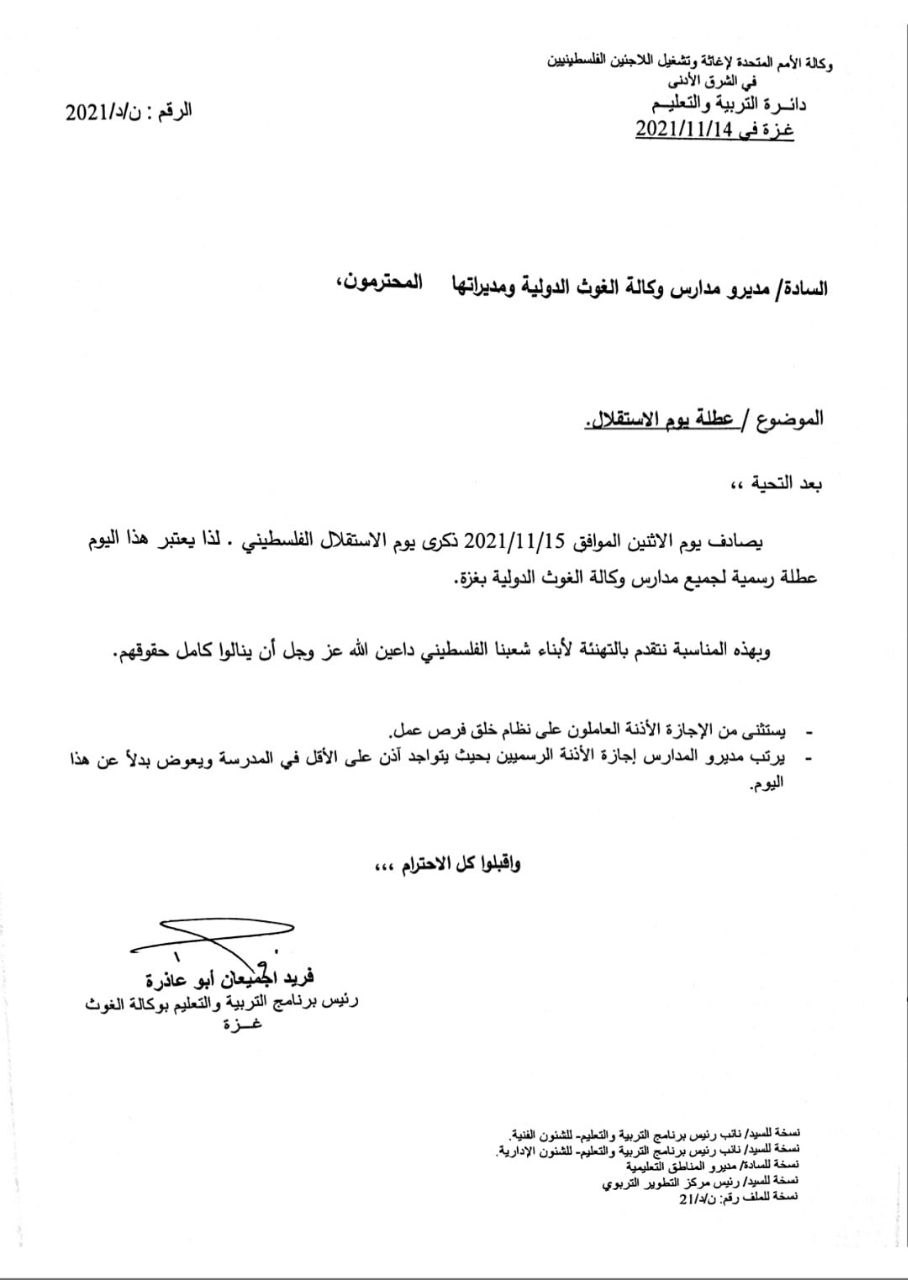 وكالة الأمم المتحدة لإغاثة وتشغيل اللاجئين الفلسطينيين
في الشرق الأدنى
دائـرة التربية والتعليـم
غزة في 2021/11/14
الرقم : ن/د/2021
السادة/ مديرو مدارس وكالة الغوث الدولية ومديراتها المحترمون،
الموضوع / عطلة يوم الاستقلال.
بعد التحية ،،
يصادف يوم الاثنين الموافق 2021/11/15 ذكرى يوم الاستقلال الفلسطيني . لذا يعتبر هذا اليوم
عطلة رسمية لجميع مدارس وكالة الغوث الدولية بغزة.
وبهذه المناسبة نتقدم بالتهنئة لأبناء شعبنا الفلسطيني داعين الله عز وجل أن ينالوا كامل حقوقهم.
- يستثنى من الإجازة الأذنة العاملون على نظام خلق فرص عمل.
- يرتب مديرو المدارس إجازة الأذنة الرسميين بحيث يتواجد آذن على الأقل في المدرسة ويعوض بدلاً عن هذا
اليوم.
واقبلوا كل الاحترام ،،،
فريد اجميعان أبو عاذرة
رئيس برنامج التربية والتعليم بوكالة الغوث
غـزة
نسخة للسيد/ نائب رئيس برنامج التربية والتعليم- للشئون الفنية.
نسخة للسيد/ نائب رئيس برنامج التربية والتعليم- للشئون الإدارية.
نسخة للسادة/ مديرو المناطق التعليمية
نسخة للسيد/ رئيس مركز التطوير التربوي
نسخة للملف رقم: ن/د/21